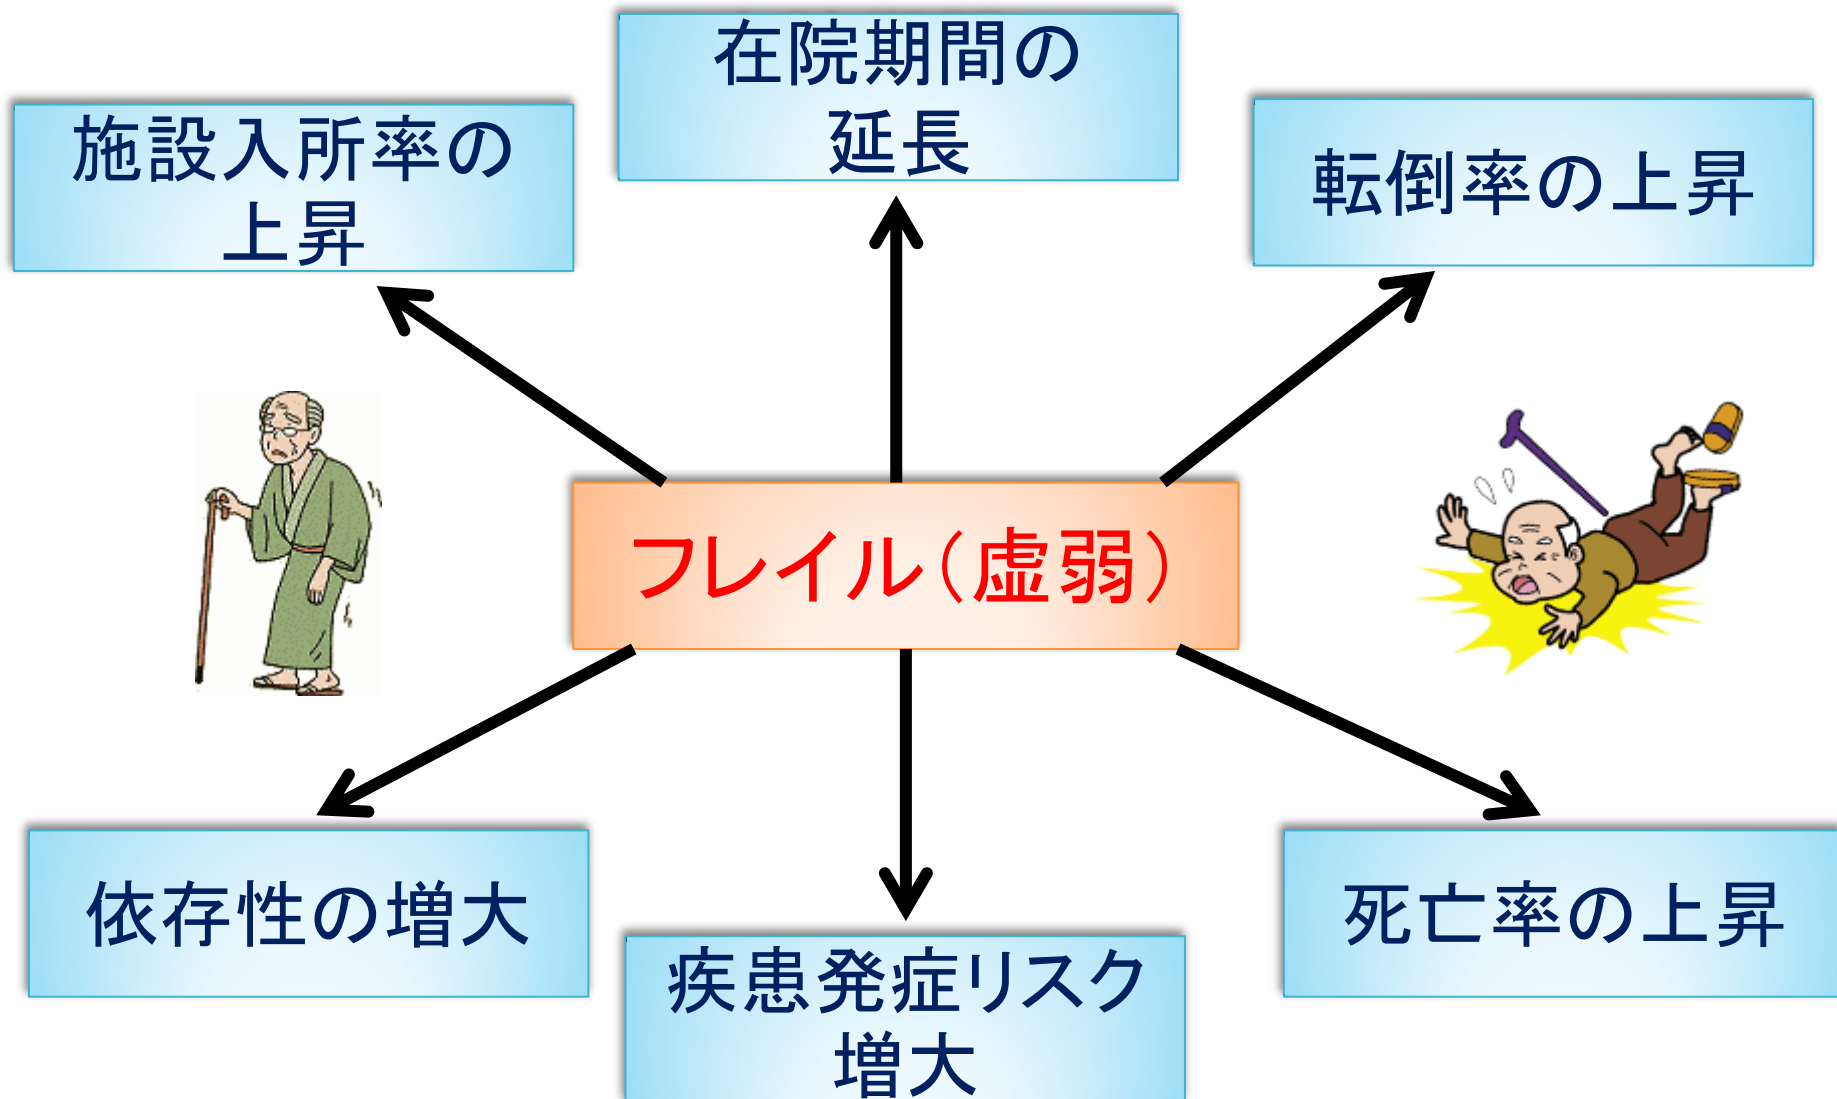 在院期間の
延長
施設入所率の
上昇
転倒率の上昇
フレイル（虚弱）
依存性の増大
死亡率の上昇
疾患発症リスク
増大